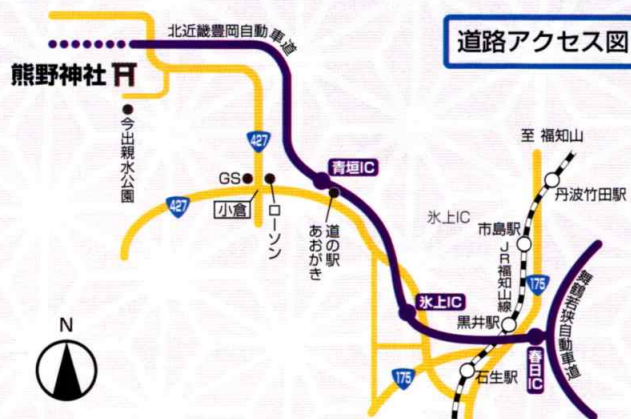 道路アクセス図
北近畿豊岡自動車道
熊野神社
今出親水公園
427
GS
小倉
ローソン
427
青垣IC
道の駅
あおがき
氷上IC
至 福知山
丹波竹田駅
市島駅
JR福知山線
175
舞鶴若狭自動車道
氷上IC
黒井駅
春日IC
石生駅
175
N